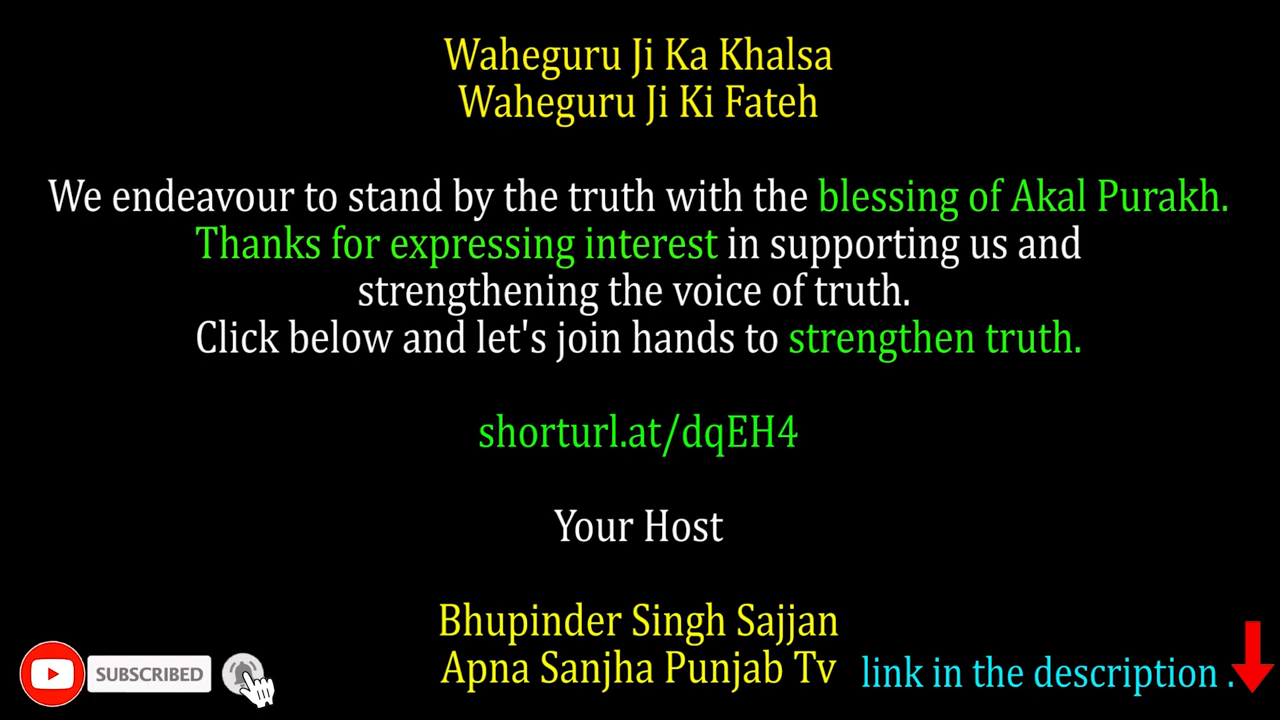 Waheguru Ji Ka Khalsa
Waheguru Ji Ki Fateh
We endeavour to stand by the truth with the blessing of Akal Purakh.
Thanks for expressing interest in supporting us and
strengthening the voice of truth.
Click below and let's join hands to strengthen truth.
shorturl.at/dqEH4
Your Host
Bhupinder Singh Sajjan
Apna Sanjha Punjab Tv
link in the description .
SUBSCRIBED